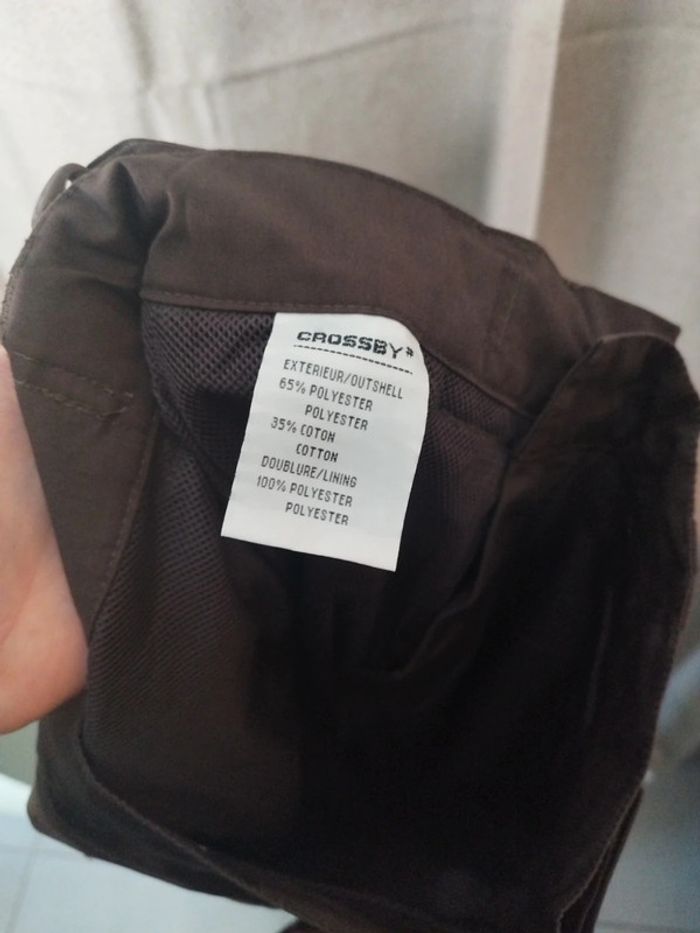 CROSSBY#
EXTERIEUR/OUTSHELL
65% POLYESTER
POLYESTER
35% COTON
COTTON
DOUBLURE/LINING
100% POLYESTER
POLYESTER